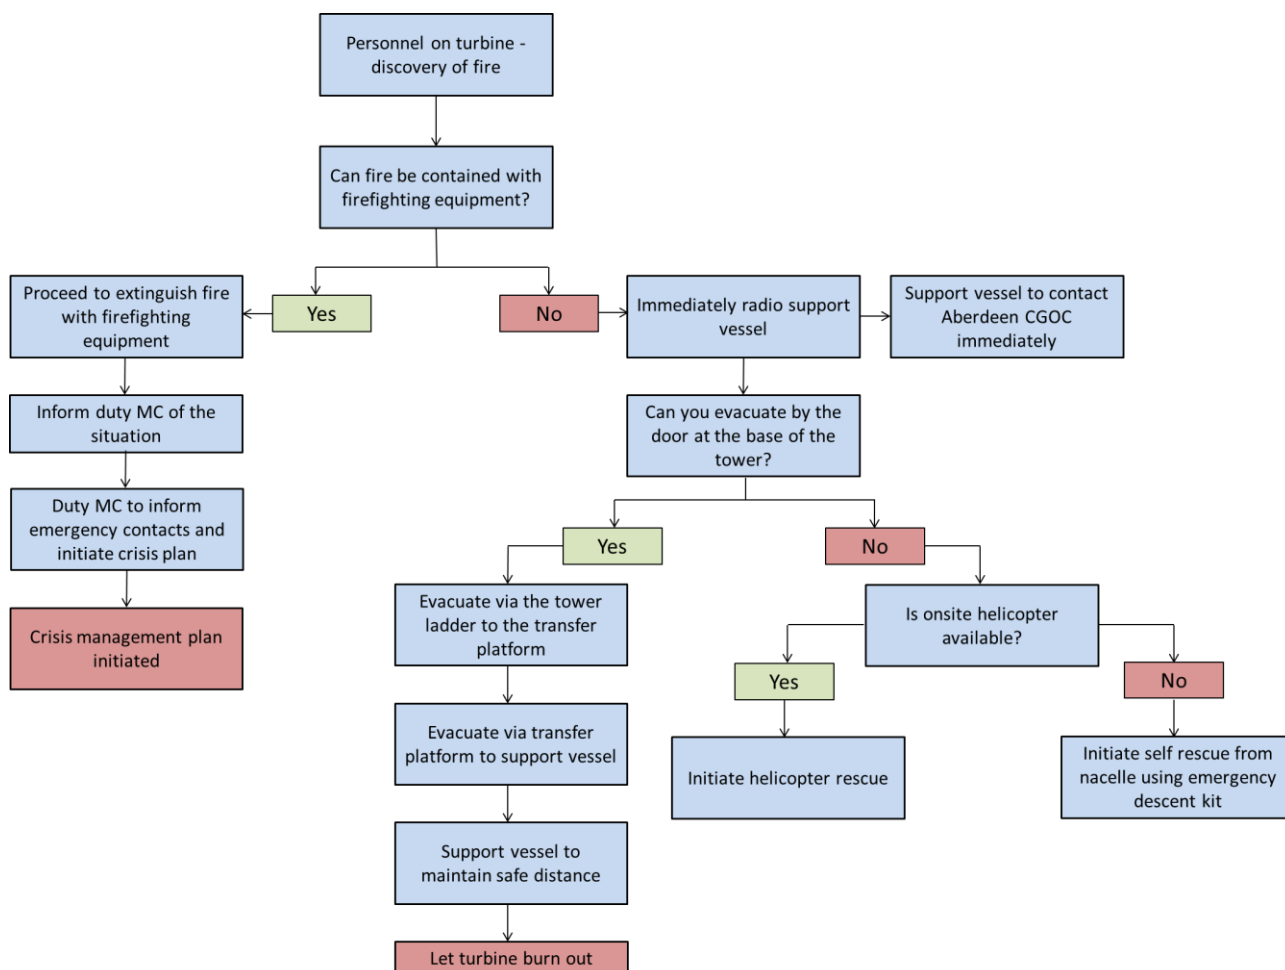 Personnel on turbine -
discovery of fire
Can fire be contained with
firefighting equipment?
Proceed to extinguish fire
with firefighting
equipment
Yes
No
Immediately radio support
vessel
Support vessel to contact
Aberdeen CGOC
immediately
Inform duty MC of the
situation
Can you evacuate by the
door at the base of the
tower?
Duty MC to inform
emergency contacts and
initiate crisis plan
Yes
No
Crisis management plan
initiated
Evacuate via the tower
ladder to the transfer
platform
Is onsite helicopter
available?
Yes
No
Evacuate via transfer
platform to support vessel
Initiate helicopter rescue
Initiate self rescue from
nacelle using emergency
descent kit
Support vessel to
maintain safe distance
Let turbine burn out